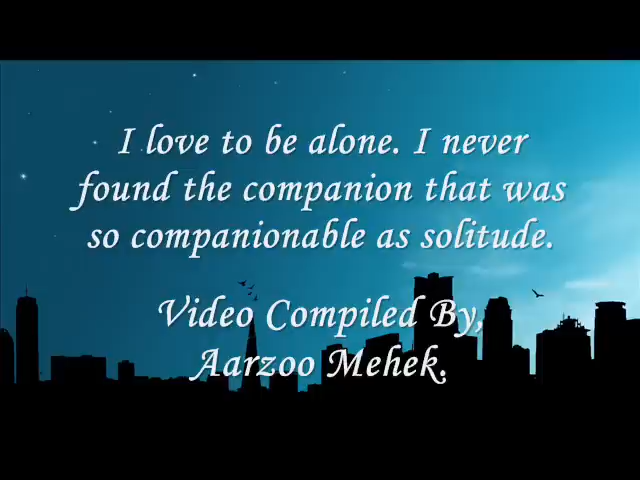 I love to be alone. I never
found the companion that was
so companionable as solitude.
Video Compiled By,
Aarzoo Mehek.